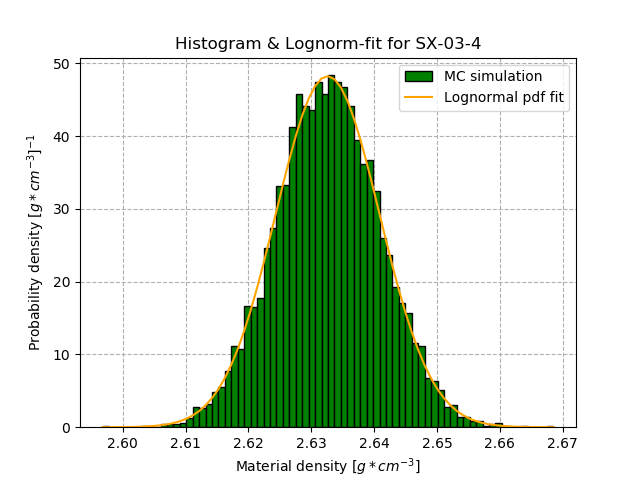 Histogram & Lognorm-fit for SX-03-4
MC simulation
Lognormal pdf fit
50
40
30
20
10
0
Probability density [g * cm⁻³]⁻¹
2.60 2.61 2.62 2.63 2.64 2.65 2.66 2.67
Material density [g * cm⁻³]